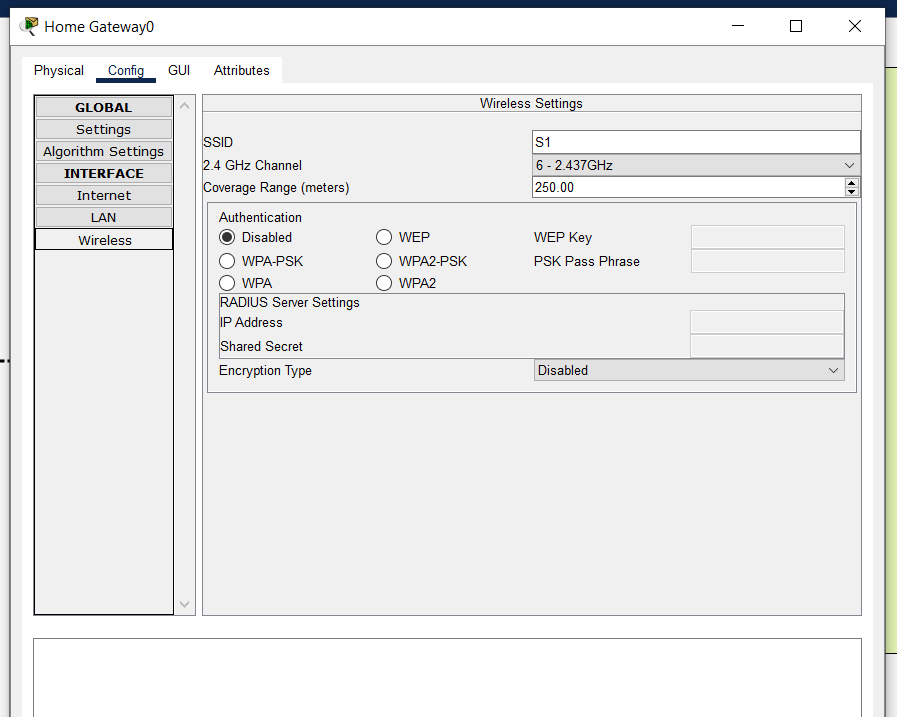 Home Gateway0
Physical Config GUI Attributes
GLOBAL
Settings
Algorithm Settings
INTERFACE
Internet
LAN
Wireless
Wireless Settings
SSID S1
2.4 GHz Channel 6 - 2.437GHz
Coverage Range (meters) 250.00
Authentication
Disabled WEP WEP Key
WPA-PSK WPA2-PSK PSK Pass Phrase
WPA WPA2
RADIUS Server Settings
IP Address
Shared Secret
Encryption Type Disabled